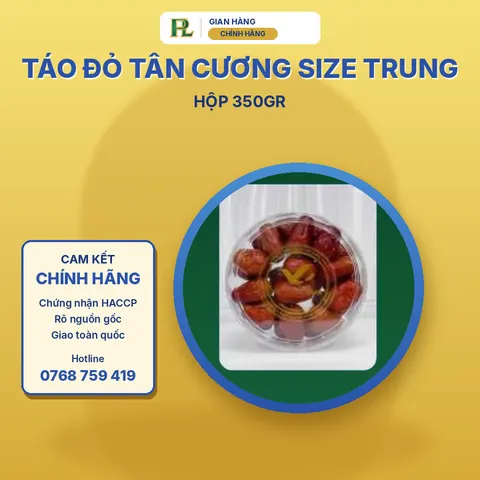 PL
GIAN HÀNG
CHÍNH HÃNG
TÁO ĐỎ TÂN CƯƠNG SIZE TRUNG
HỘP 350GR
CAM KẾT
CHÍNH HÃNG
Chứng nhận HACCP
Rõ nguồn gốc
Giao toàn quốc
Hotline
0768 759 419